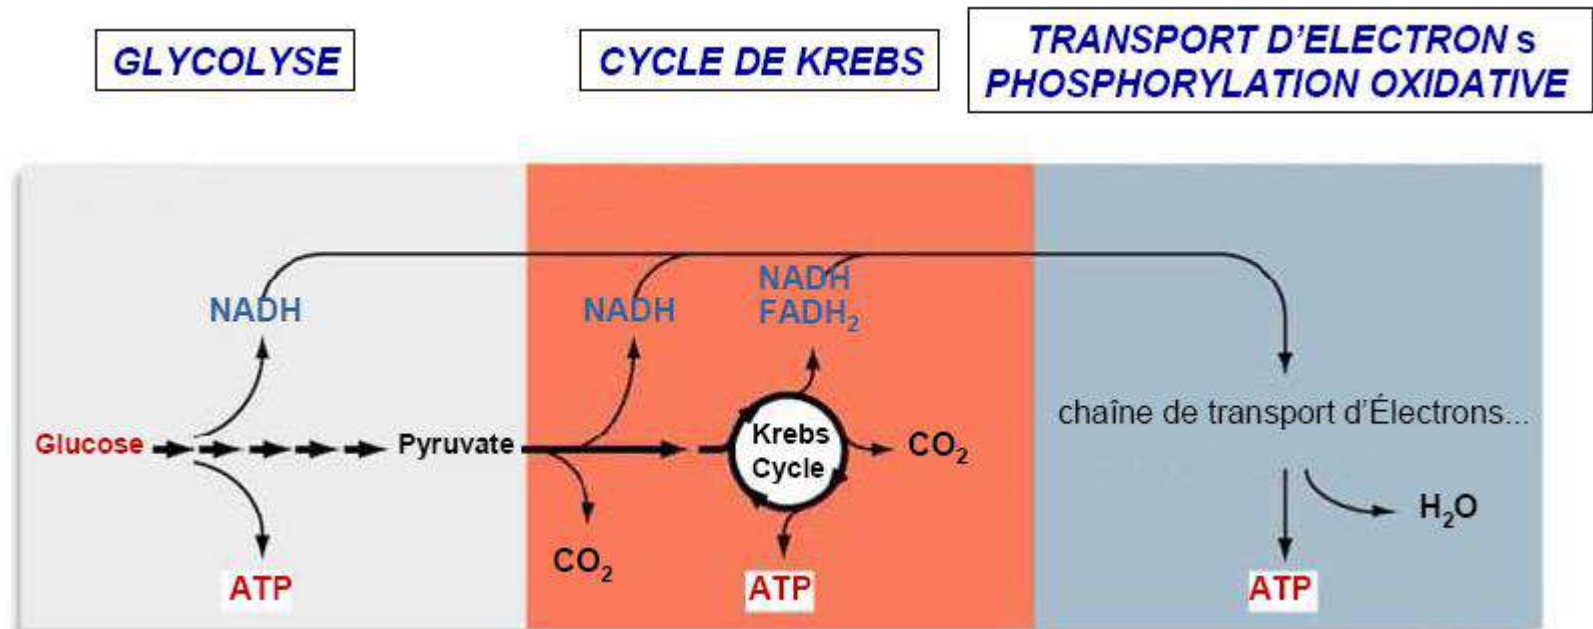 GLYCOLYSE
CYCLE DE KREBS
TRANSPORT D'ELECTRON s
PHOSPHORYLATION OXIDATIVE
NADH
NADH
NADH
FADH₂
chaîne de transport d'Électrons...
Glucose
Pyruvate
Krebs
Cycle
CO₂
H₂O
CO₂
ATP
ATP
ATP